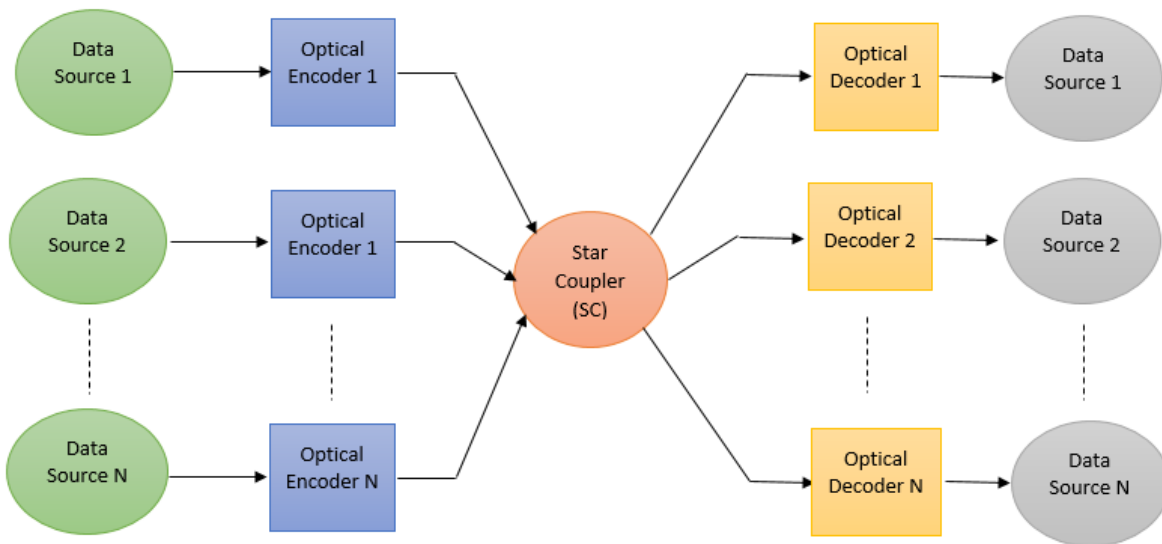 Data
Source 1
Optical
Encoder 1
Optical
Decoder 1
Data
Source 1
Data
Source 2
Optical
Encoder 1
Star
Coupler
(SC)
Optical
Decoder 2
Data
Source 2
Data
Source N
Optical
Encoder N
Optical
Decoder N
Data
Source N